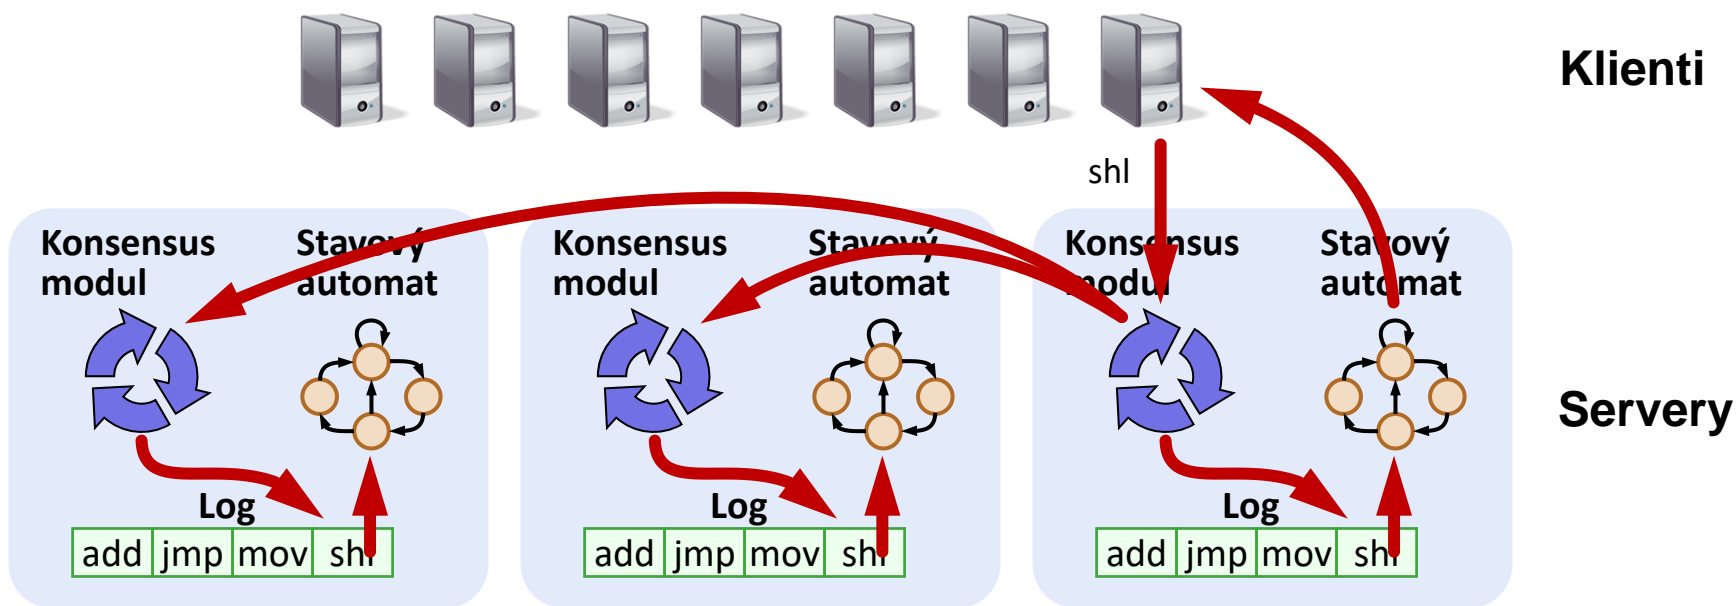 Klienti
shl
Konsensus
modul
Stavový
automat
Konsensus
modul
Stavový
automat
Konsensus
modul
Stavový
automat
Servery
Log
add jmp mov shl
Log
add jmp mov shl
Log
add jmp mov shl